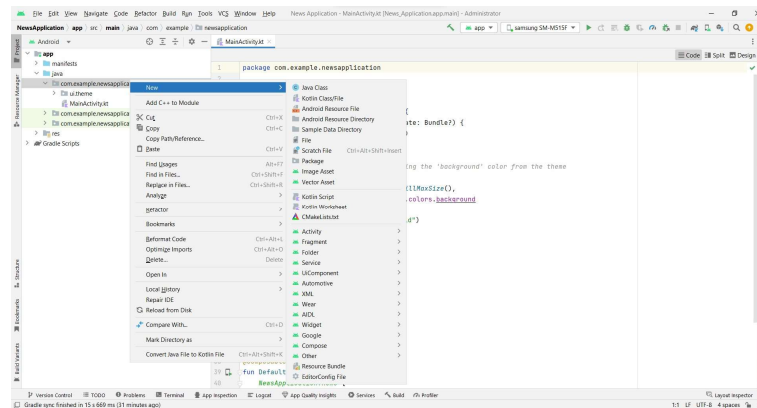 File Edit View Navigate Code Refactor Build Run Tools VCS Window Help News Application - MainActivity.kt [News_Application.app.main] - Administrator
NewsApplication app src main java com example newsapplication MainActivity.kt app samsung SM-M515F
Project
Android
MainActivity.kt
Code Split Design
app
manifests
java
com.example.newsapplica
ui.theme
MainActivity.kt
com.example.newsapplica
com.example.newsapplica
res
Gradle Scripts
Resource Manager
Structure
Bookmarks
Build Variants
1 package com.example.newsapplication
New
Add C++ to Module
Cut Ctrl+X
Copy Ctrl+C
Copy Path/Reference...
Paste Ctrl+V
Find Usages Alt+F7
Find in Files... Ctrl+Shift+F
Replace in Files... Ctrl+Shift+R
Analyze
Refactor
Bookmarks
Reformat Code Ctrl+Alt+L
Optimize Imports Ctrl+Alt+O
Delete... Delete
Open In
Local History
Repair IDE
Reload from Disk
Compare With... Ctrl+D
Mark Directory as
Convert Java File to Kotlin File Ctrl+Alt+Shift+K
Java Class
Kotlin Class/File
Android Resource File
Android Resource Directory
Sample Data Directory
File
Scratch File Ctrl+Alt+Shift+Insert
Package
Image Asset
Vector Asset
Kotlin Script
Kotlin Worksheet
CMakeLists.txt
Activity
Fragment
Folder
Service
UiComponent
Automotive
XML
Wear
AIDL
Widget
Google
Compose
Other
Resource Bundle
EditorConfig File
{
ate: Bundle?) {
)
ing the 'background' color from the theme
illMaxSize(),
.colors.background
d")
39 fun Default
40
Version Control TODO Problems Terminal App Inspection Logcat App Quality Insights Services Build Profiler Layout Inspector
Gradle sync finished in 15 s 669 ms (31 minutes ago) 1:1 LF UTF-8 4 spaces